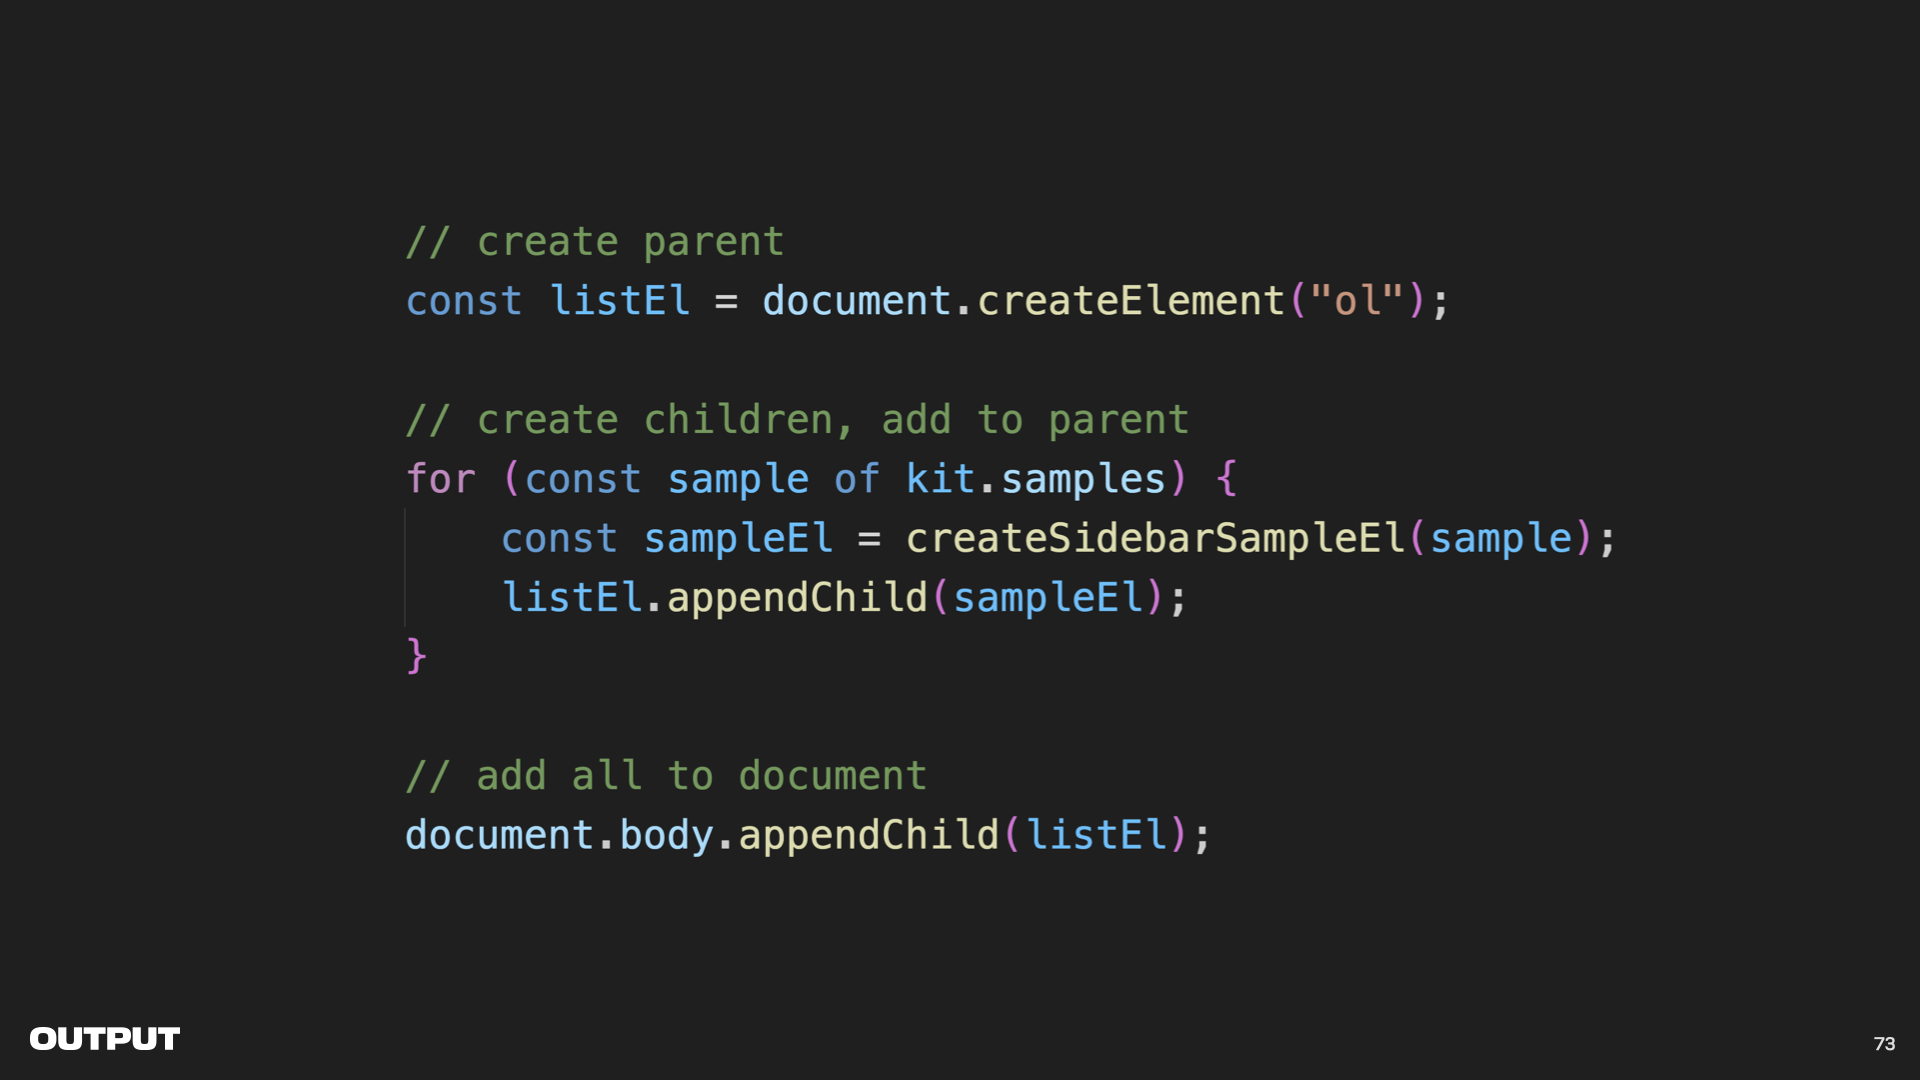 // create parent
const listEl = document.createElement("ol");
// create children, add to parent
for (const sample of kit.samples) {
    const sampleEl = createSidebarSampleEl(sample);
    listEl.appendChild(sampleEl);
}
// add all to document
document.body.appendChild(listEl);
OUTPUT
73